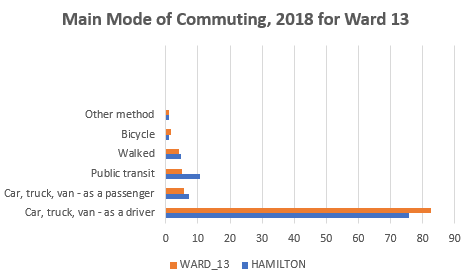 Main Mode of Commuting, 2018 for Ward 13
Other method
Bicycle
Walked
Public transit
Car, truck, van - as a passenger
Car, truck, van - as a driver
0 10 20 30 40 50 60 70 80 90
WARD_13 HAMILTON